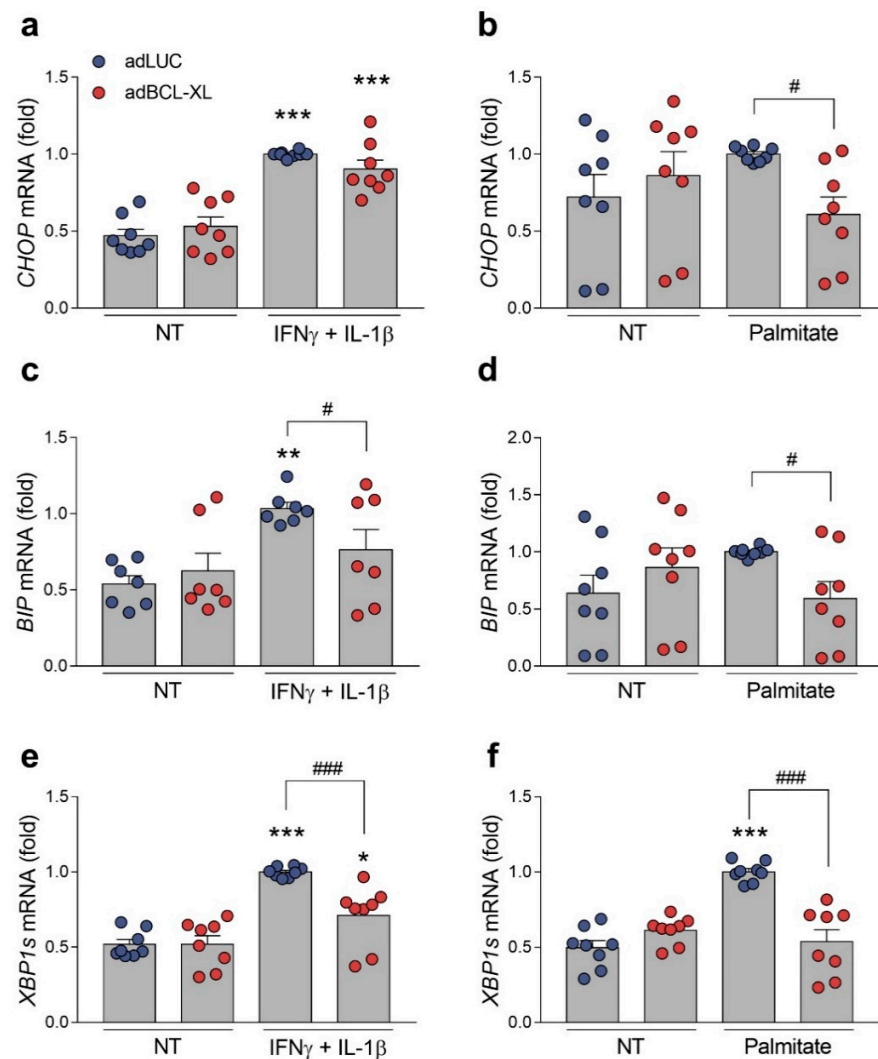 a
adLUC
adBCL-XL
CHOP mRNA (fold)
1.5
1.0
0.5
0.0
***
***
NT
IFNγ + IL-1β
b
CHOP mRNA (fold)
1.5
1.0
0.5
0.0
#
NT
Palmitate
c
BIP mRNA (fold)
1.5
1.0
0.5
0.0
**
#
NT
IFNγ + IL-1β
d
BIP mRNA (fold)
2.0
1.5
1.0
0.5
0.0
#
NT
Palmitate
e
XBP1s mRNA (fold)
1.5
1.0
0.5
0.0
***
###
*
NT
IFNγ + IL-1β
f
XBP1s mRNA (fold)
1.5
1.0
0.5
0.0
***
###
NT
Palmitate